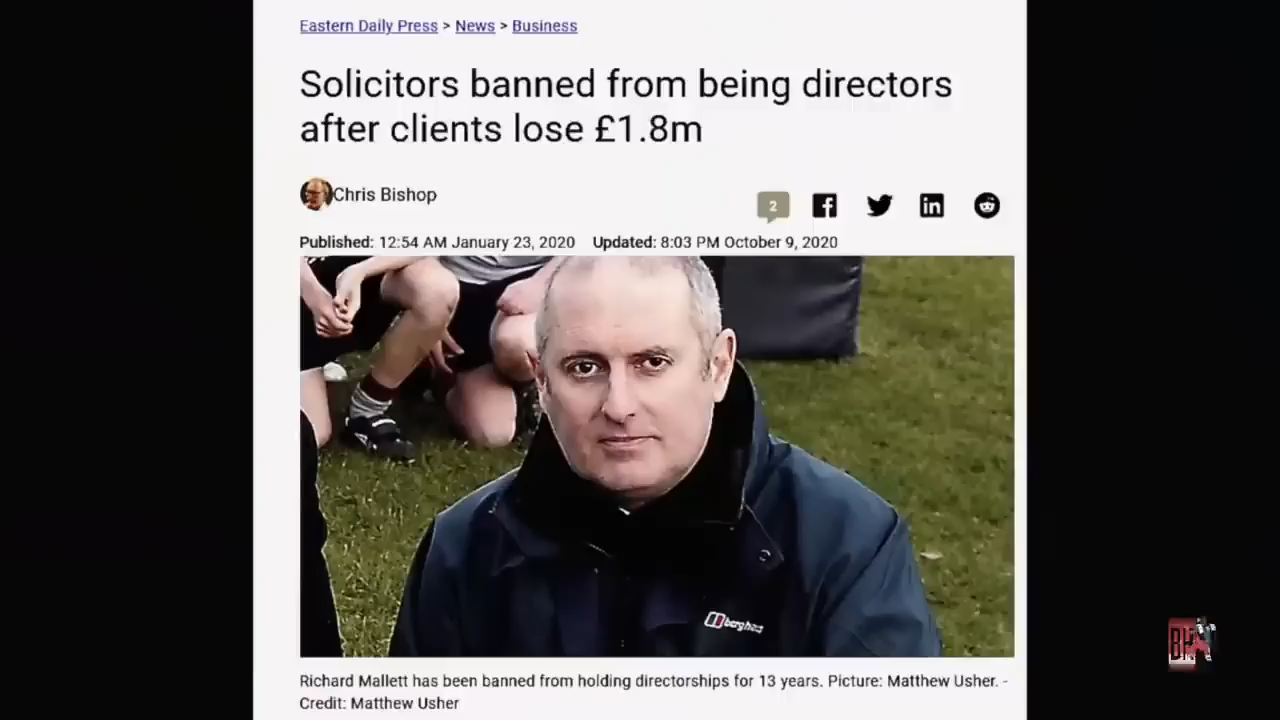 Eastern Daily Press > News > Business
Solicitors banned from being directors
after clients lose £1.8m
Chris Bishop
2
Published: 12:54 AM January 23, 2020 Updated: 8:03 PM October 9, 2020
berghaus
Richard Mallett has been banned from holding directorships for 13 years. Picture: Matthew Usher. -
Credit: Matthew Usher